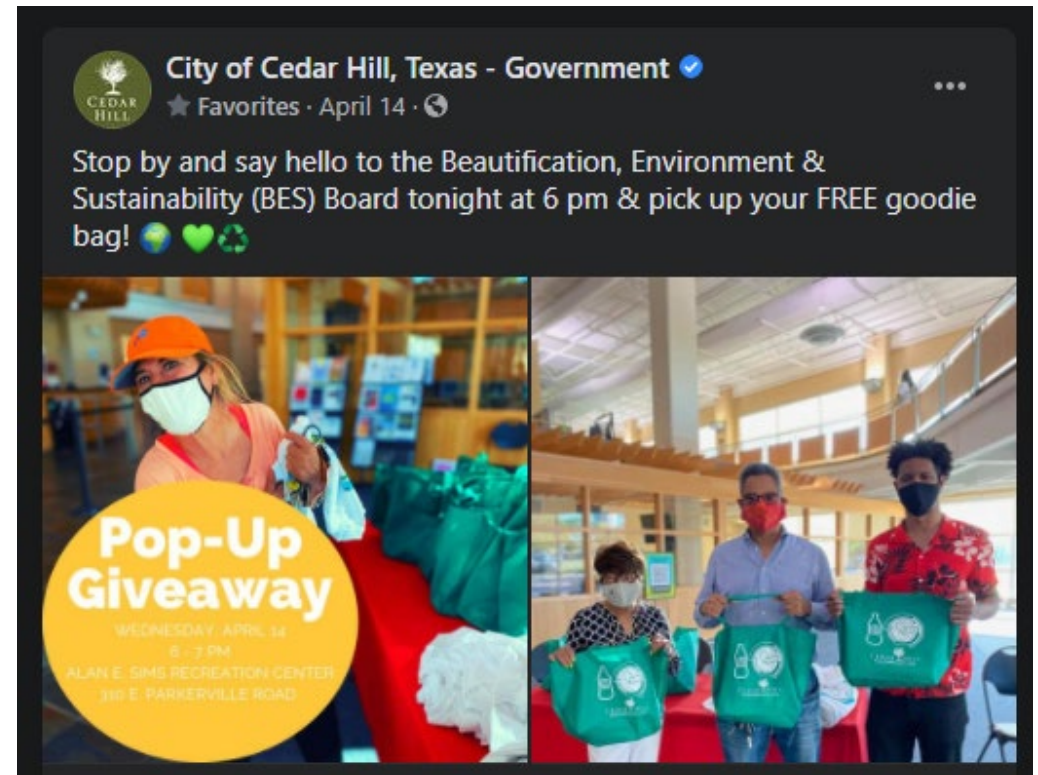 CEDAR
HILL
City of Cedar Hill, Texas - Government
Favorites · April 14 ·
Stop by and say hello to the Beautification, Environment &
Sustainability (BES) Board tonight at 6 pm & pick up your FREE goodie
bag! 🌍 💚♻️
Pop-Up
Giveaway
WEDNESDAY, APRIL 14
6 - 7 PM
ALAN E. SIMS RECREATION CENTER
310 E. PARKERVILLE ROAD
CEDAR HILL